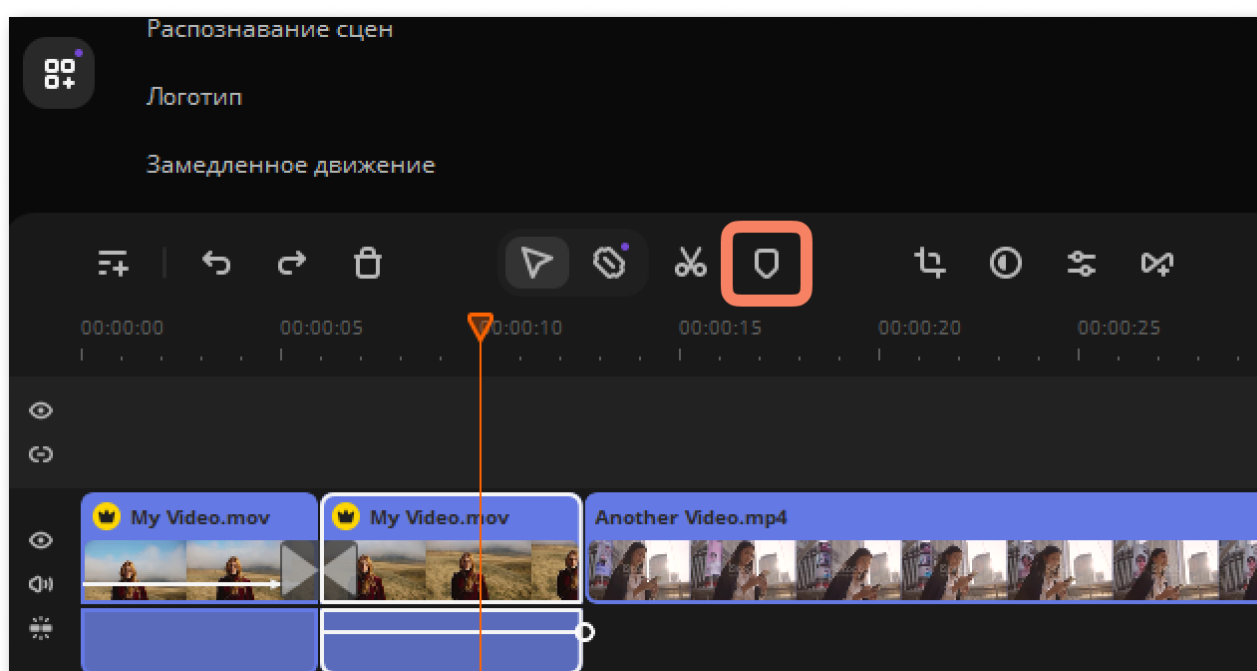 Распознавание сцен
Логотип
Замедленное движение
00:00:00 00:00:05 00:00:10 00:00:15 00:00:20 00:00:25
My Video.mov My Video.mov Another Video.mp4